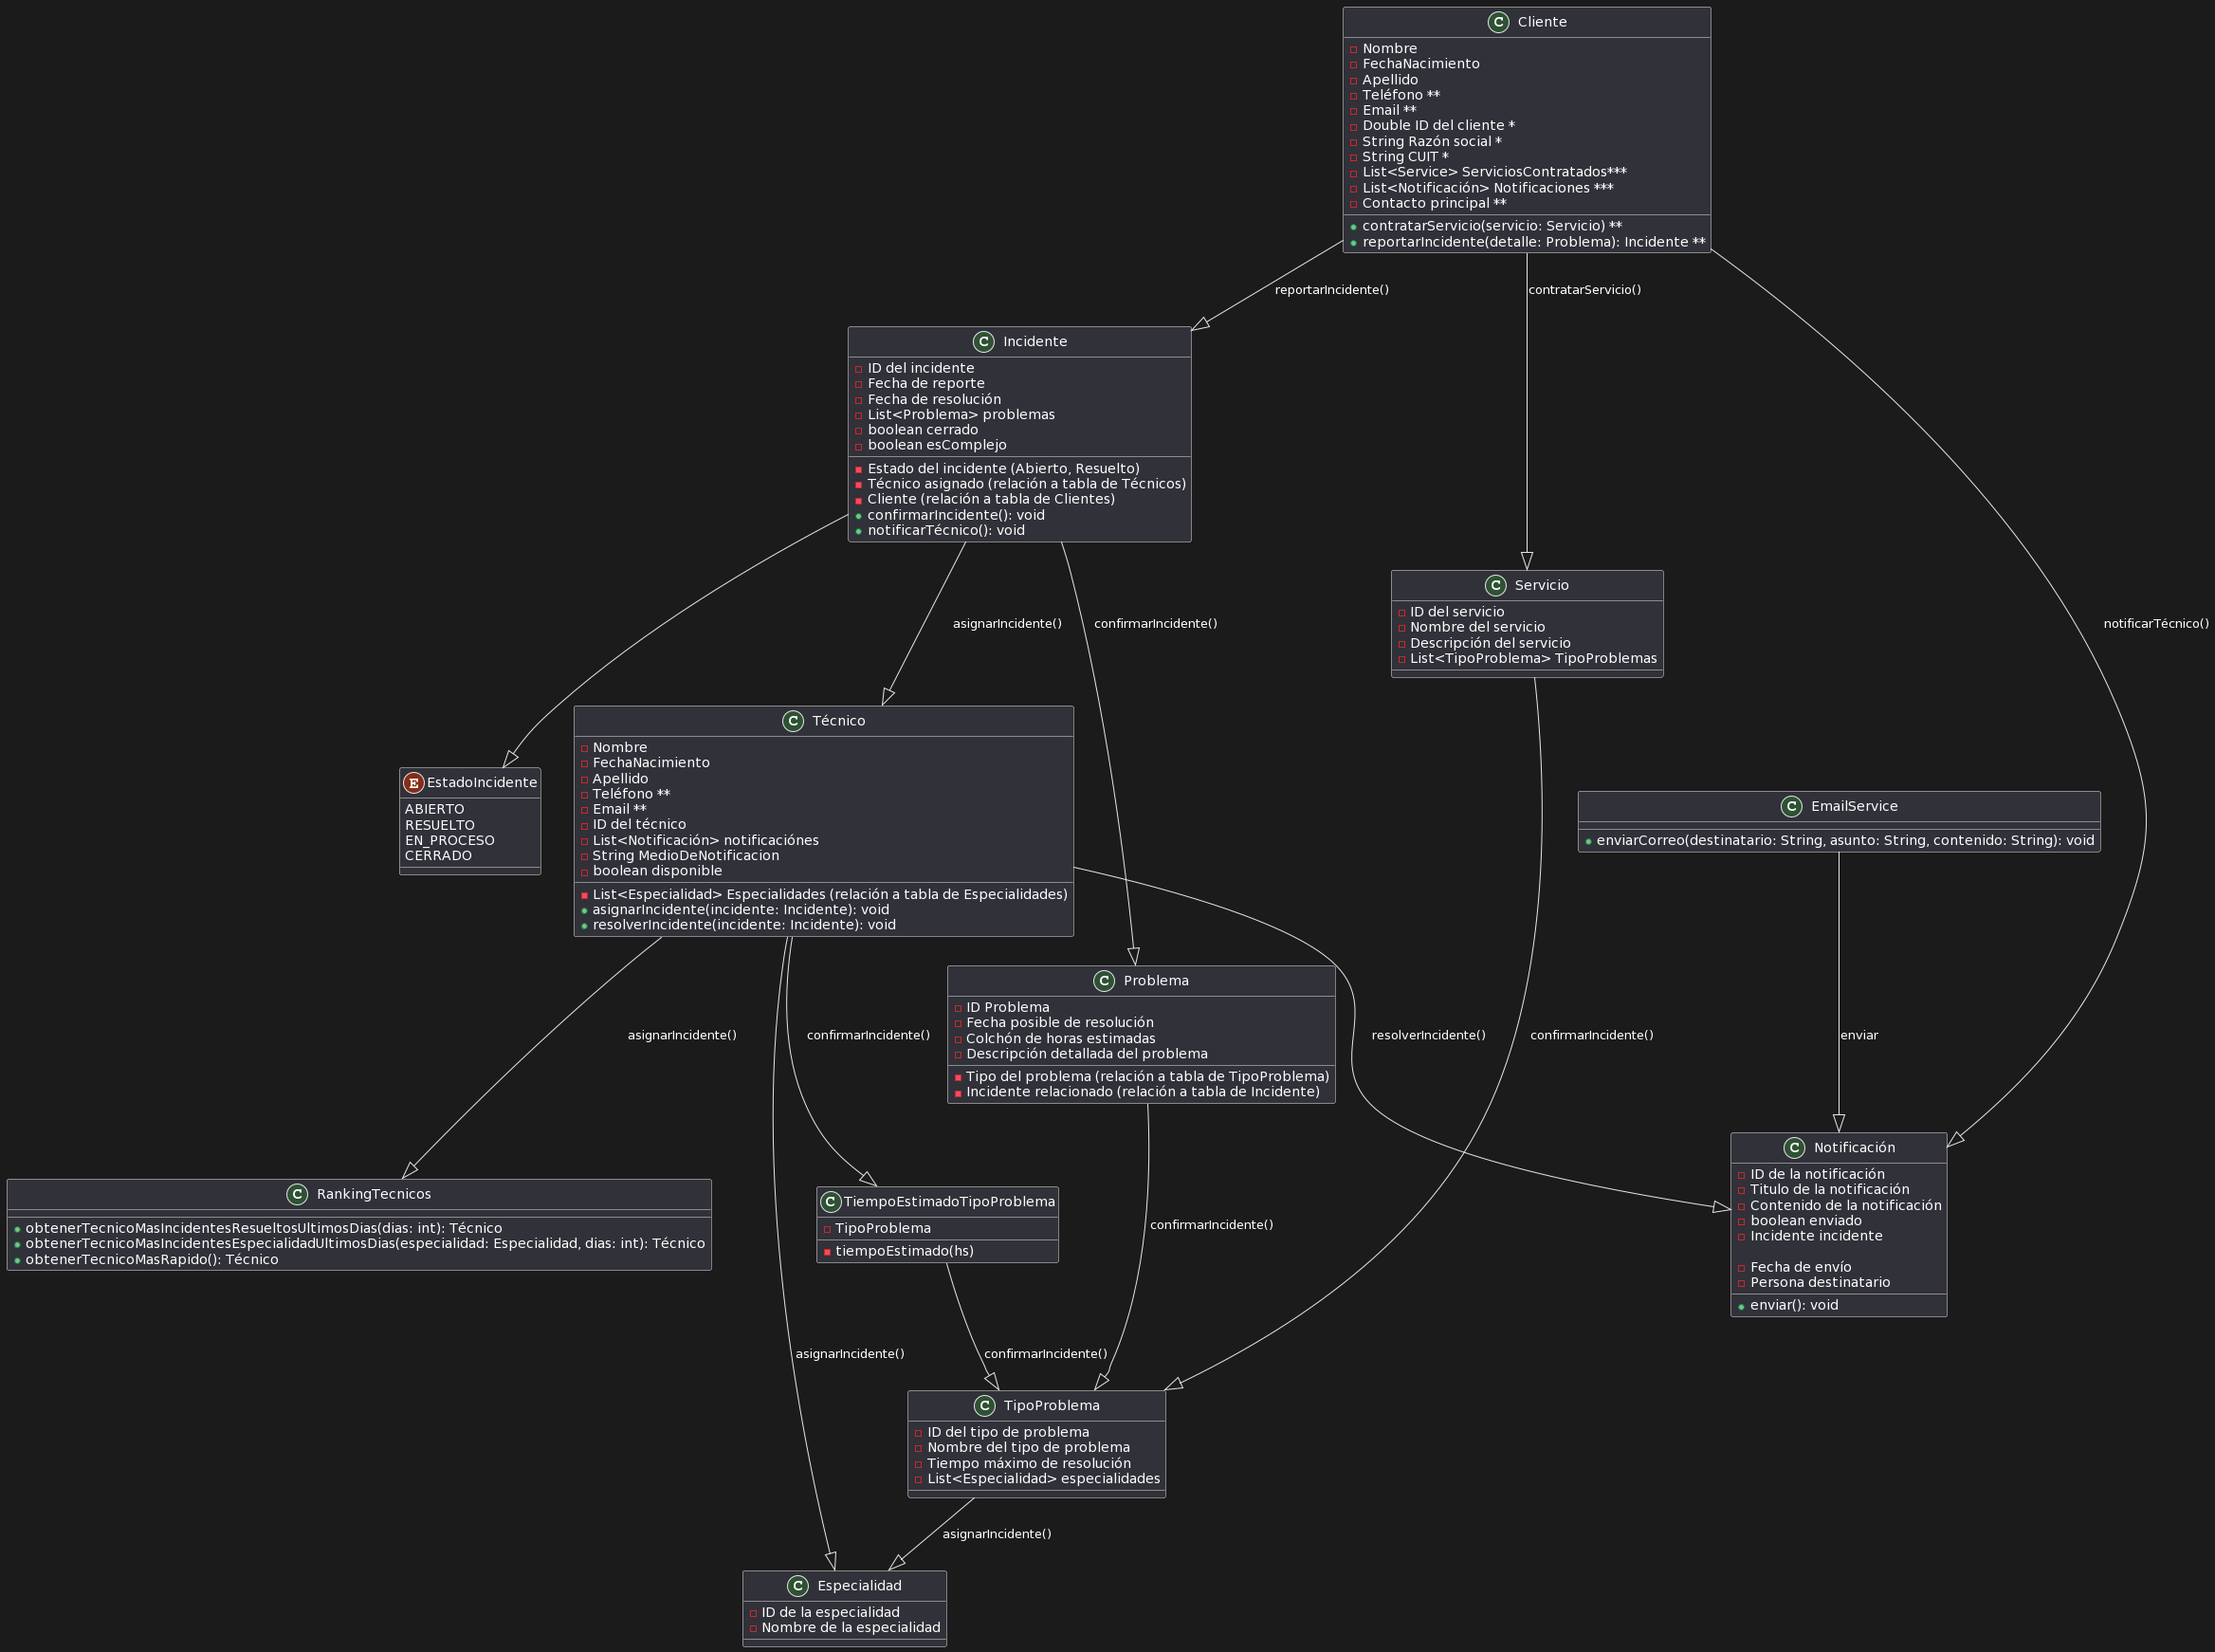 C Cliente
Nombre
FechaNacimiento
Apellido
Teléfono **
Email **
Double ID del cliente *
String Razón social *
String CUIT *
List<Service> ServiciosContratados***
List<Notificación> Notificaciones ***
Contacto principal **
contratarServicio(servicio: Servicio) **
reportarIncidente(detalle: Problema): Incidente **
reportarIncidente()
contratarServicio()
C Incidente
ID del incidente
Fecha de reporte
Fecha de resolución
List<Problema> problemas
boolean cerrado
boolean esComplejo
Estado del incidente (Abierto, Resuelto)
Técnico asignado (relación a tabla de Técnicos)
Cliente (relación a tabla de Clientes)
confirmarIncidente(): void
notificarTécnico(): void
C Servicio
ID del servicio
Nombre del servicio
Descripción del servicio
List<TipoProblema> TipoProblemas
asignarIncidente()
confirmarIncidente()
notificarTécnico()
E EstadoIncidente
ABIERTO
RESUELTO
EN_PROCESO
CERRADO
C Técnico
Nombre
FechaNacimiento
Apellido
Teléfono **
Email **
ID del técnico
List<Notificación> notificaciónes
String MedioDeNotificacion
boolean disponible
List<Especialidad> Especialidades (relación a tabla de Especialidades)
asignarIncidente(incidente: Incidente): void
resolverIncidente(incidente: Incidente): void
C EmailService
enviarCorreo(destinatario: String, asunto: String, contenido: String): void
C Problema
ID Problema
Fecha posible de resolución
Colchón de horas estimadas
Descripción detallada del problema
Tipo del problema (relación a tabla de TipoProblema)
Incidente relacionado (relación a tabla de Incidente)
asignarIncidente()
confirmarIncidente()
resolverIncidente()
confirmarIncidente()
enviar
C RankingTecnicos
obtenerTecnicoMasIncidentesResueltosUltimosDias(dias: int): Técnico
obtenerTecnicoMasIncidentesEspecialidadUltimosDias(especialidad: Especialidad, dias: int): Técnico
obtenerTecnicoMasRapido(): Técnico
C TiempoEstimadoTipoProblema
TipoProblema
tiempoEstimado(hs)
confirmarIncidente()
C Notificación
ID de la notificación
Titulo de la notificación
Contenido de la notificación
boolean enviado
Incidente incidente
Fecha de envío
Persona destinatario
enviar(): void
asignarIncidente()
confirmarIncidente()
C TipoProblema
ID del tipo de problema
Nombre del tipo de problema
Tiempo máximo de resolución
List<Especialidad> especialidades
asignarIncidente()
C Especialidad
ID de la especialidad
Nombre de la especialidad